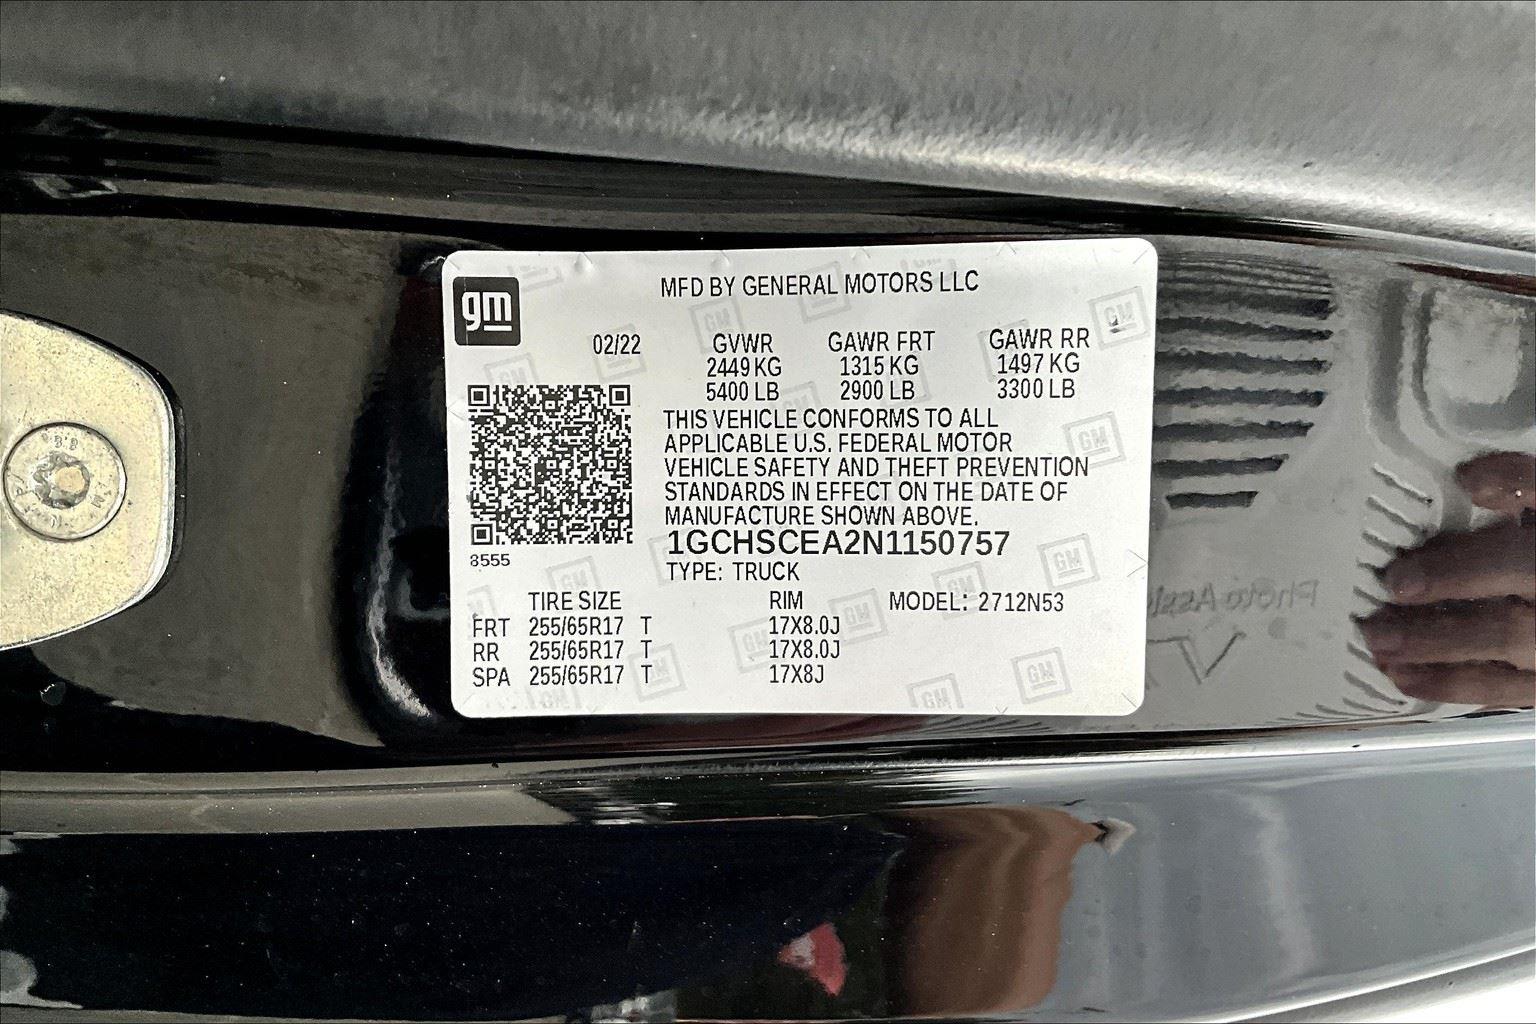 gm
MFD BY GENERAL MOTORS LLC
02/22 GVWR GAWR FRT GAWR RR
2449 KG 1315 KG 1497 KG
5400 LB 2900 LB 3300 LB
THIS VEHICLE CONFORMS TO ALL
APPLICABLE U.S. FEDERAL MOTOR
VEHICLE SAFETY AND THEFT PREVENTION
STANDARDS IN EFFECT ON THE DATE OF
MANUFACTURE SHOWN ABOVE.
1GCHSCEA2N1150757
8555
TYPE: TRUCK
TIRE SIZE RIM MODEL: 2712N53
FRT 255/65R17 T 17X8.0J
RR 255/65R17 T 17X8.0J
SPA 255/65R17 T 17X8J